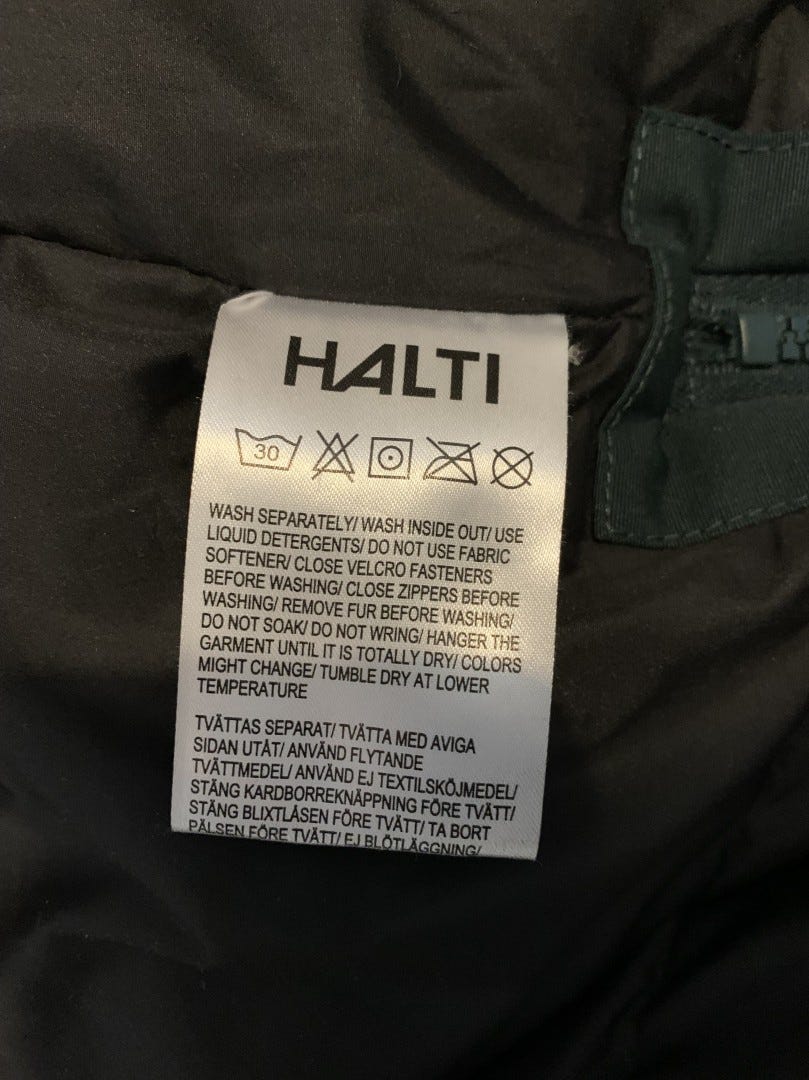 HALTI
30
WASH SEPARATELY/ WASH INSIDE OUT/ USE
LIQUID DETERGENTS/ DO NOT USE FABRIC
SOFTENER/ CLOSE VELCRO FASTENERS
BEFORE WASHING/ CLOSE ZIPPERS BEFORE
WASHING/ REMOVE FUR BEFORE WASHING/
DO NOT SOAK/ DO NOT WRING/ HANGER THE
GARMENT UNTIL IT IS TOTALLY DRY/ COLORS
MIGHT CHANGE/ TUMBLE DRY AT LOWER
TEMPERATURE
TVÄTTAS SEPARAT/ TVÄTTA MED AVIGA
SIDAN UTÅT/ ANVÄND FLYTANDE
TVÄTTMEDEL/ ANVÄND EJ TEXTILSKÖJMEDEL/
STÄNG KARDBORREKNÄPPNING FÖRE TVÄTT/
STÄNG BLIXTLÅSEN FÖRE TVÄTT/ TA BORT
PÄLSEN FÖRE TVÄTT/ EJ BLÖTLÄGGNING/